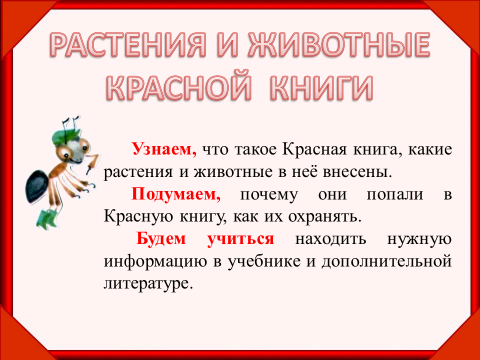 РАСТЕНИЯ И ЖИВОТНЫЕ
КРАСНОЙ КНИГИ
Узнаем, что такое Красная книга, какие
растения и животные в неё внесены.
Подумаем, почему они попали в
Красную книгу, как их охранять.
Будем учиться находить нужную
информацию в учебнике и дополнительной
литературе.